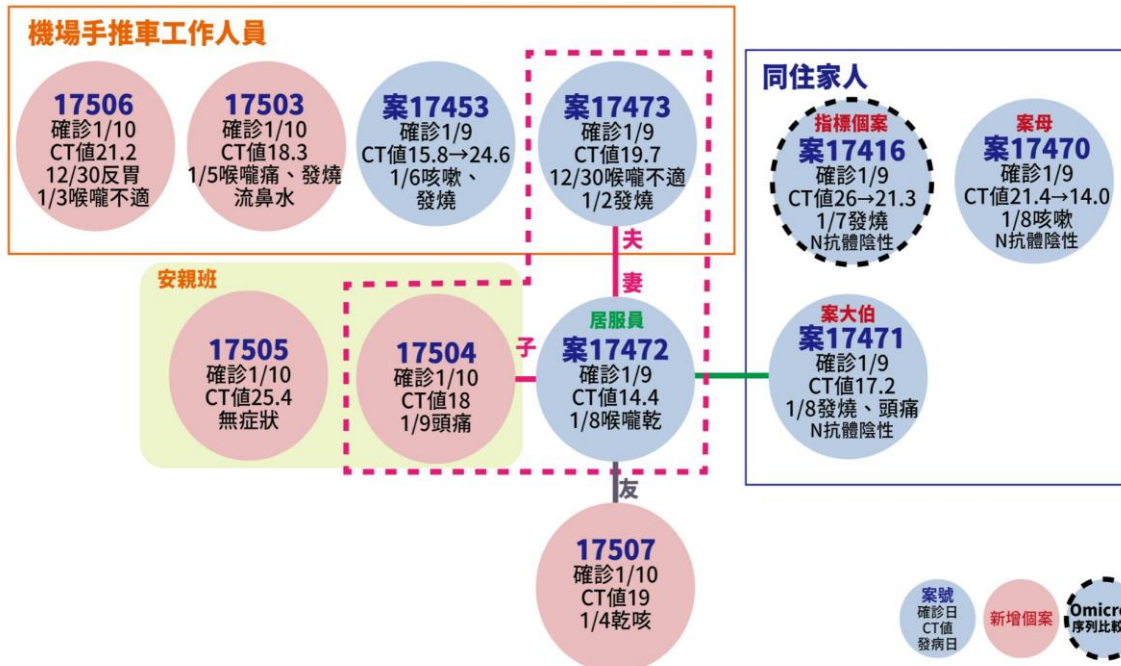 機場手推車工作人員
17506
確診1/10
CT值21.2
12/30反胃
1/3喉嚨不適
17503
確診1/10
CT值18.3
1/5喉嚨痛、發燒
流鼻水
案17453
確診1/9
CT值15.8→24.6
1/6咳嗽、
發燒
案17473
確診1/9
CT值19.7
12/30喉嚨不適
1/2發燒
同住家人
指標個案
案17416
確診1/9
CT值26→21.3
1/7發燒
N抗體陰性
案母
案17470
確診1/9
CT值21.4→14.0
1/8咳嗽
N抗體陰性
夫
妻
安親班
17505
確診1/10
CT值25.4
無症狀
17504
確診1/10
CT值18
1/9頭痛
子
居服員
案17472
確診1/9
CT值14.4
1/8喉嚨乾
案大伯
案17471
確診1/9
CT值17.2
1/8發燒、頭痛
N抗體陰性
友
17507
確診1/10
CT值19
1/4乾咳
案號
確診日
CT值
發病日
新增個案
Omicro
序列比較